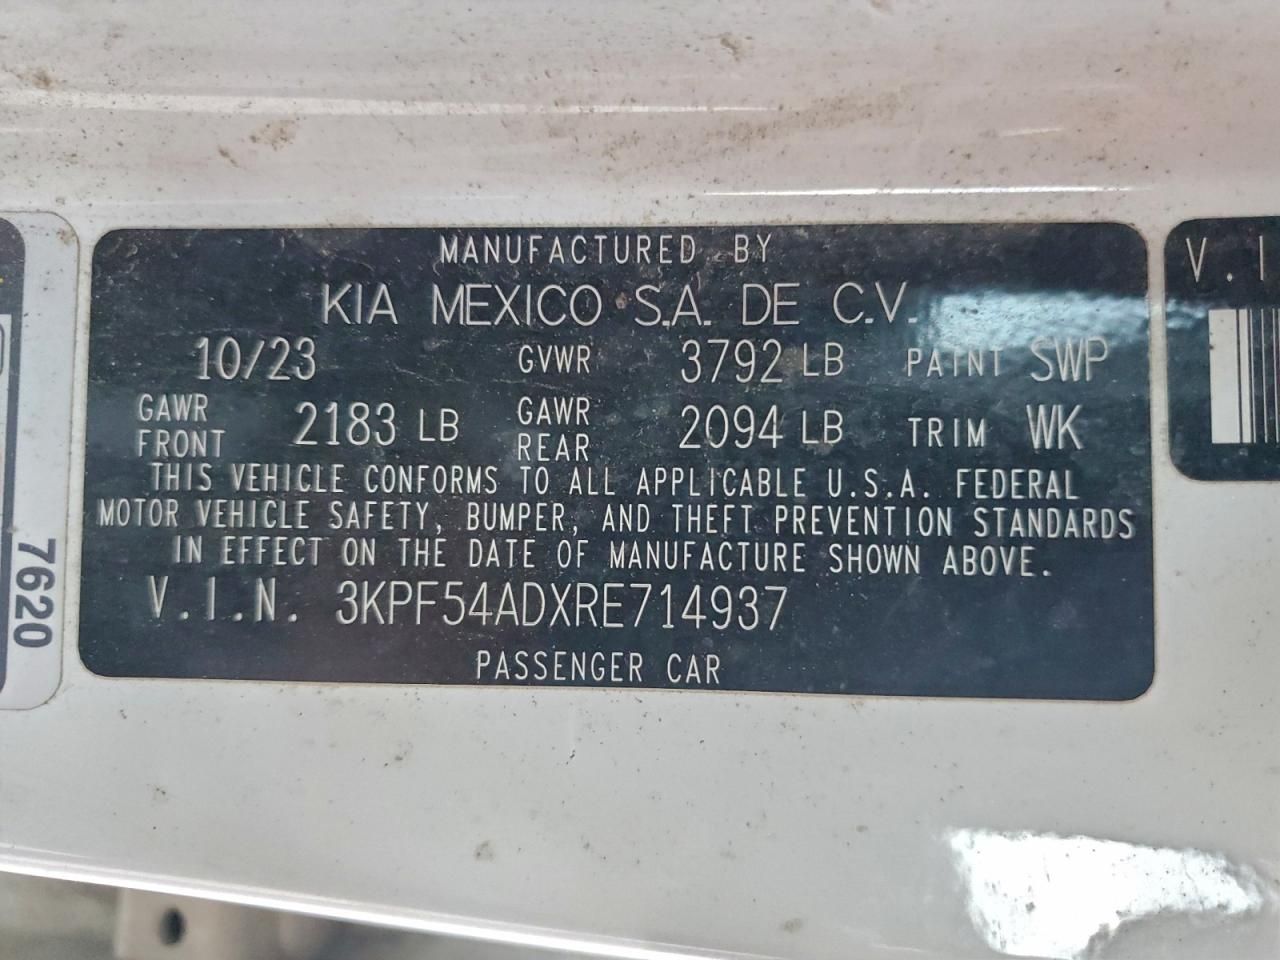 MANUFACTURED BY
KIA MEXICO S.A. DE C.V.
10/23 GVWR 3792 LB PAINT SWP
GAWR FRONT 2183 LB GAWR REAR 2094 LB TRIM WK
THIS VEHICLE CONFORMS TO ALL APPLICABLE U.S.A. FEDERAL
MOTOR VEHICLE SAFETY, BUMPER, AND THEFT PREVENTION STANDARDS
IN EFFECT ON THE DATE OF MANUFACTURE SHOWN ABOVE.
V.I.N. 3KPF54ADXRE714937
PASSENGER CAR
7620
V.I